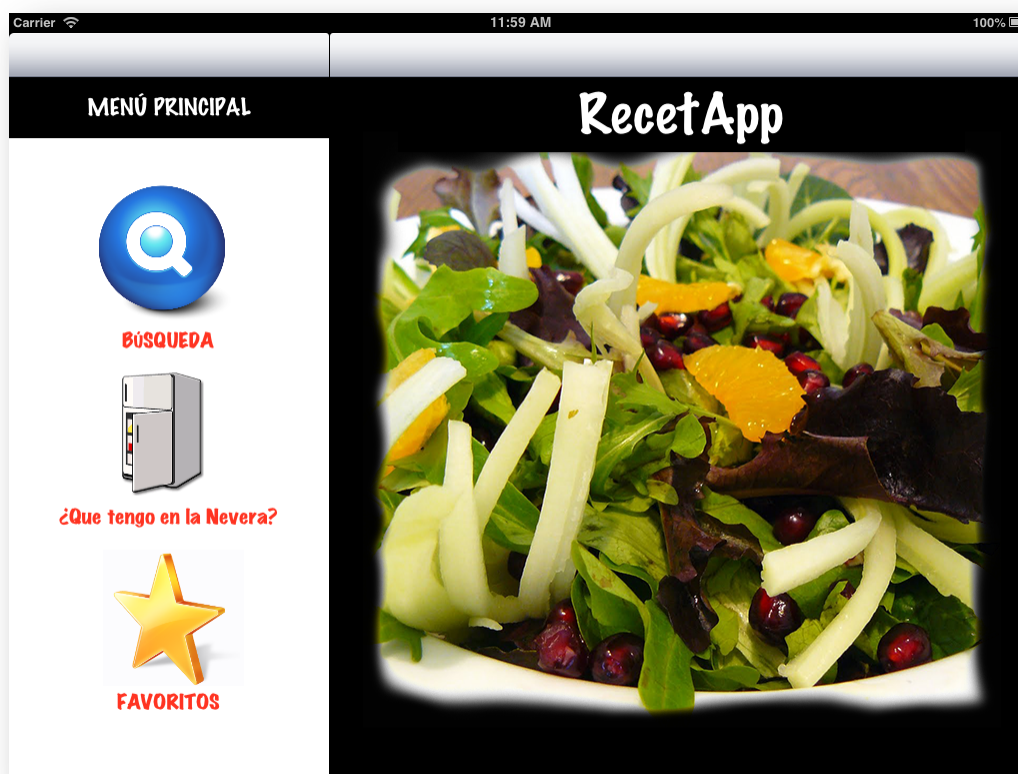 Carrier
11:59 AM
100%
MENÚ PRINCIPAL
RecetApp
BÚSQUEDA
¿Que tengo en la Nevera?
FAVORITOS